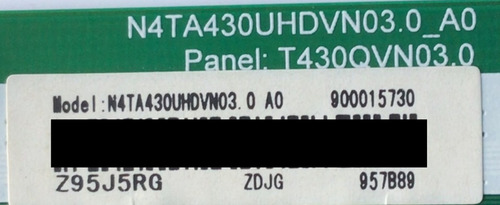 N4TA430UHDVN03.0_A0
Panel: T430QVN03.0
Model:N4TA430UHDVN03.0 A0 900015730
Z95J5RG ZDJG 957B89